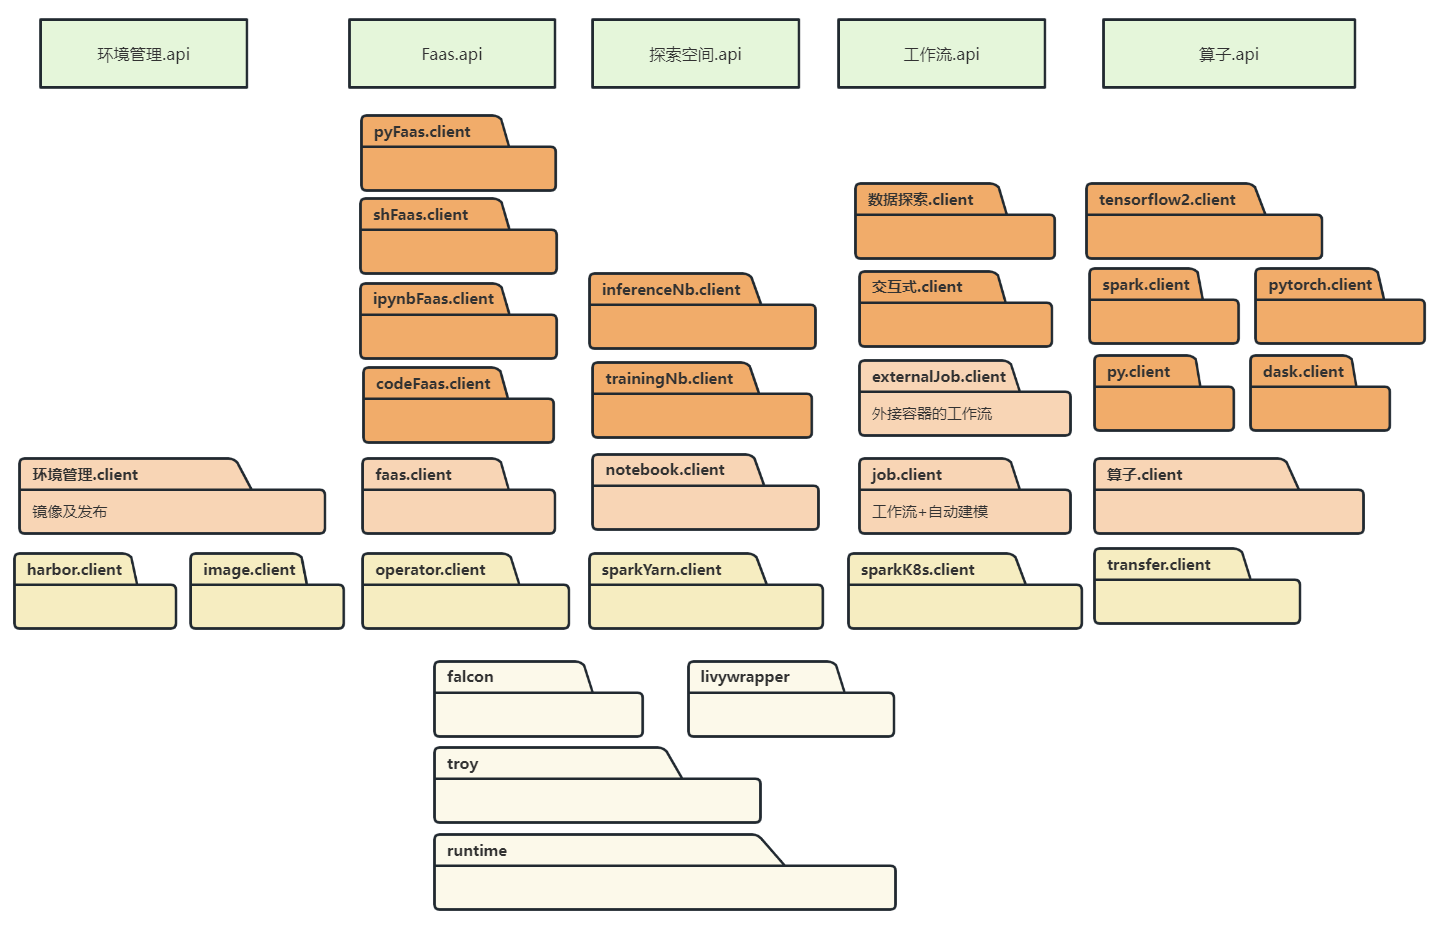 环境管理.api
Faas.api
探索空间.api
工作流.api
算子.api
pyFaas.client
数据探索.client
tensorflow2.client
shFaas.client
inferenceNb.client
交互式.client
spark.client
pytorch.client
ipynbFaas.client
trainingNb.client
externalJob.client
外接容器的工作流
py.client
dask.client
codeFaas.client
环境管理.client
镜像及发布
faas.client
notebook.client
job.client
工作流+自动建模
算子.client
harbor.client
image.client
operator.client
sparkYarn.client
sparkK8s.client
transfer.client
falcon
livywrapper
troy
runtime